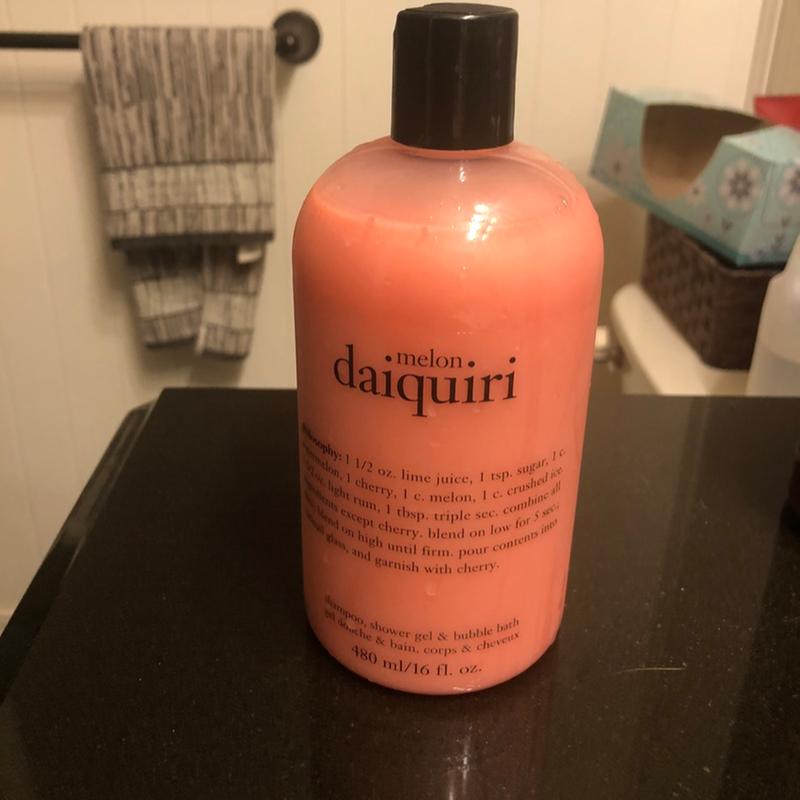 melon
daiquiri
philosophy: 1 1/2 oz. lime juice, 1 tsp. sugar, 1 c.
watermelon, 1 cherry, 1 c. melon, 1 c. crushed ice.
1/2 oz. light rum, 1 tbsp. triple sec. combine all
ingredients except cherry. blend on low for 5 sec.,
blend on high until firm. pour contents into
glass, and garnish with cherry.
shampoo, shower gel & bubble bath
gel douche & bain, corps & cheveux
480 ml/16 fl. oz.